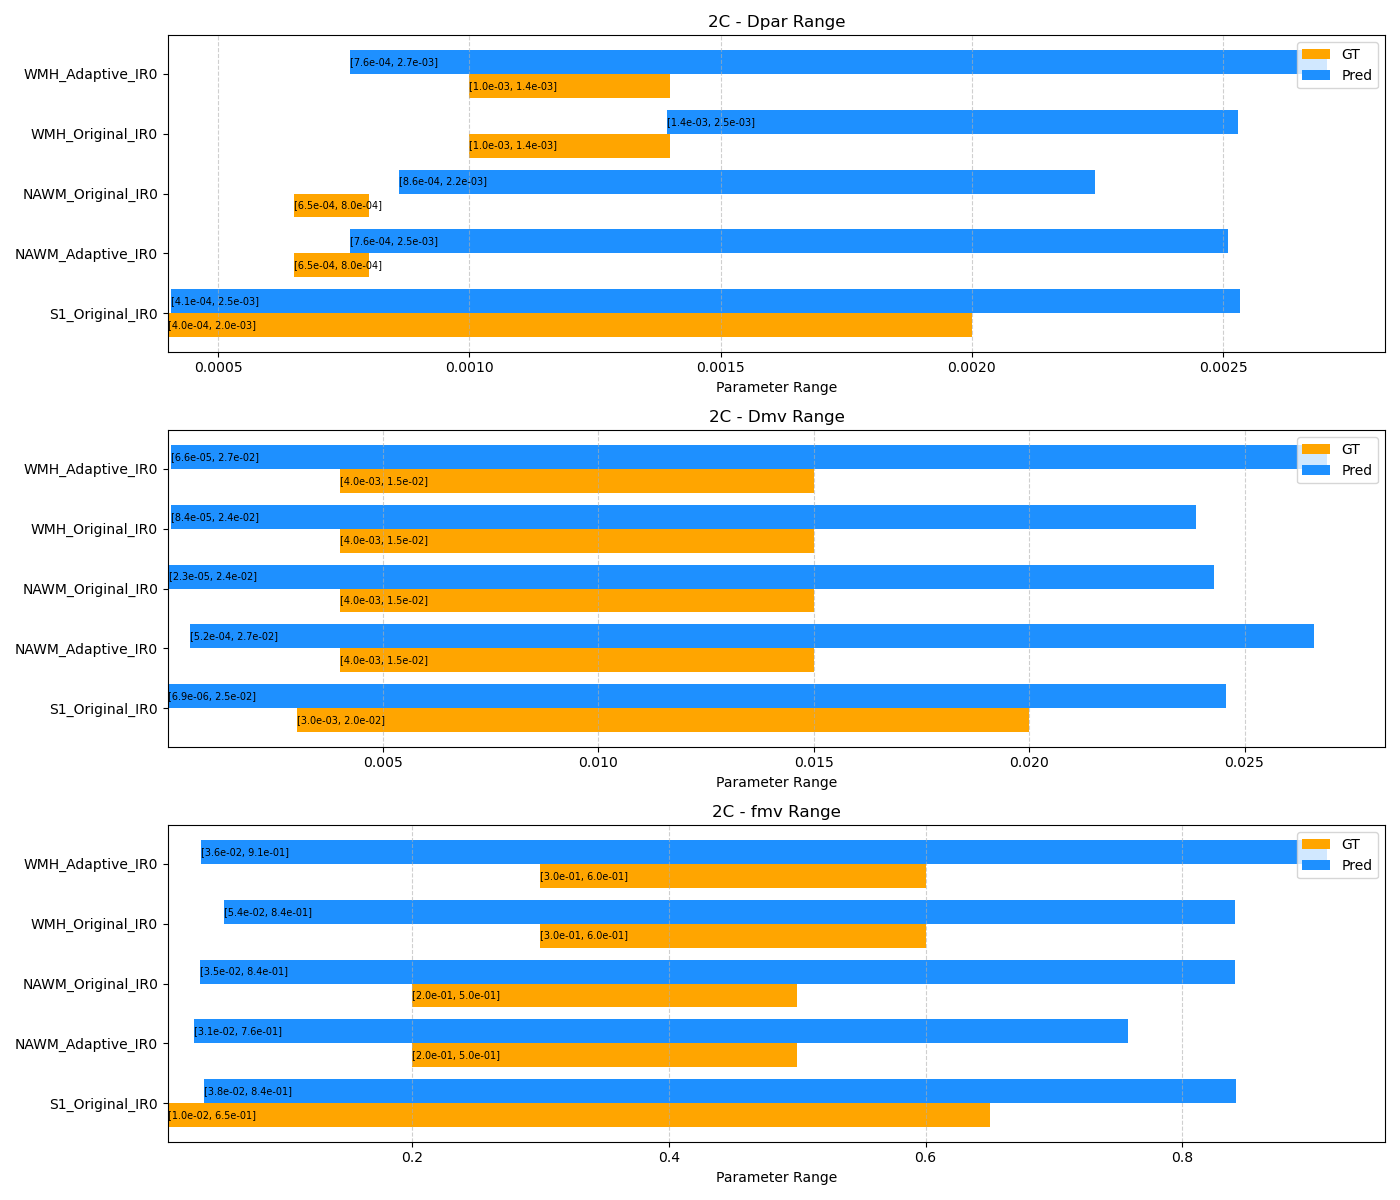 2C - Dpar Range
WMH_Adaptive_IR0
[7.6e-04, 2.7e-03]
[1.0e-03, 1.4e-03]
GT
Pred
WMH_Original_IR0
[1.4e-03, 2.5e-03]
[1.0e-03, 1.4e-03]
NAWM_Original_IR0
[8.6e-04, 2.2e-03]
[6.5e-04, 8.0e-04]
NAWM_Adaptive_IR0
[7.6e-04, 2.5e-03]
[6.5e-04, 8.0e-04]
S1_Original_IR0
[4.1e-04, 2.5e-03]
[4.0e-04, 2.0e-03]
0.0005 0.0010 0.0015 0.0020 0.0025
Parameter Range
2C - Dmv Range
WMH_Adaptive_IR0
[6.6e-05, 2.7e-02]
[4.0e-03, 1.5e-02]
GT
Pred
WMH_Original_IR0
[8.4e-05, 2.4e-02]
[4.0e-03, 1.5e-02]
NAWM_Original_IR0
[2.3e-05, 2.4e-02]
[4.0e-03, 1.5e-02]
NAWM_Adaptive_IR0
[5.2e-04, 2.7e-02]
[4.0e-03, 1.5e-02]
S1_Original_IR0
[6.9e-06, 2.5e-02]
[3.0e-03, 2.0e-02]
0.005 0.010 0.015 0.020 0.025
Parameter Range
2C - fmv Range
WMH_Adaptive_IR0
[3.6e-02, 9.1e-01]
[3.0e-01, 6.0e-01]
GT
Pred
WMH_Original_IR0
[5.4e-02, 8.4e-01]
[3.0e-01, 6.0e-01]
NAWM_Original_IR0
[3.5e-02, 8.4e-01]
[2.0e-01, 5.0e-01]
NAWM_Adaptive_IR0
[3.1e-02, 7.6e-01]
[2.0e-01, 5.0e-01]
S1_Original_IR0
[3.8e-02, 8.4e-01]
[1.0e-02, 6.5e-01]
0.2 0.4 0.6 0.8
Parameter Range